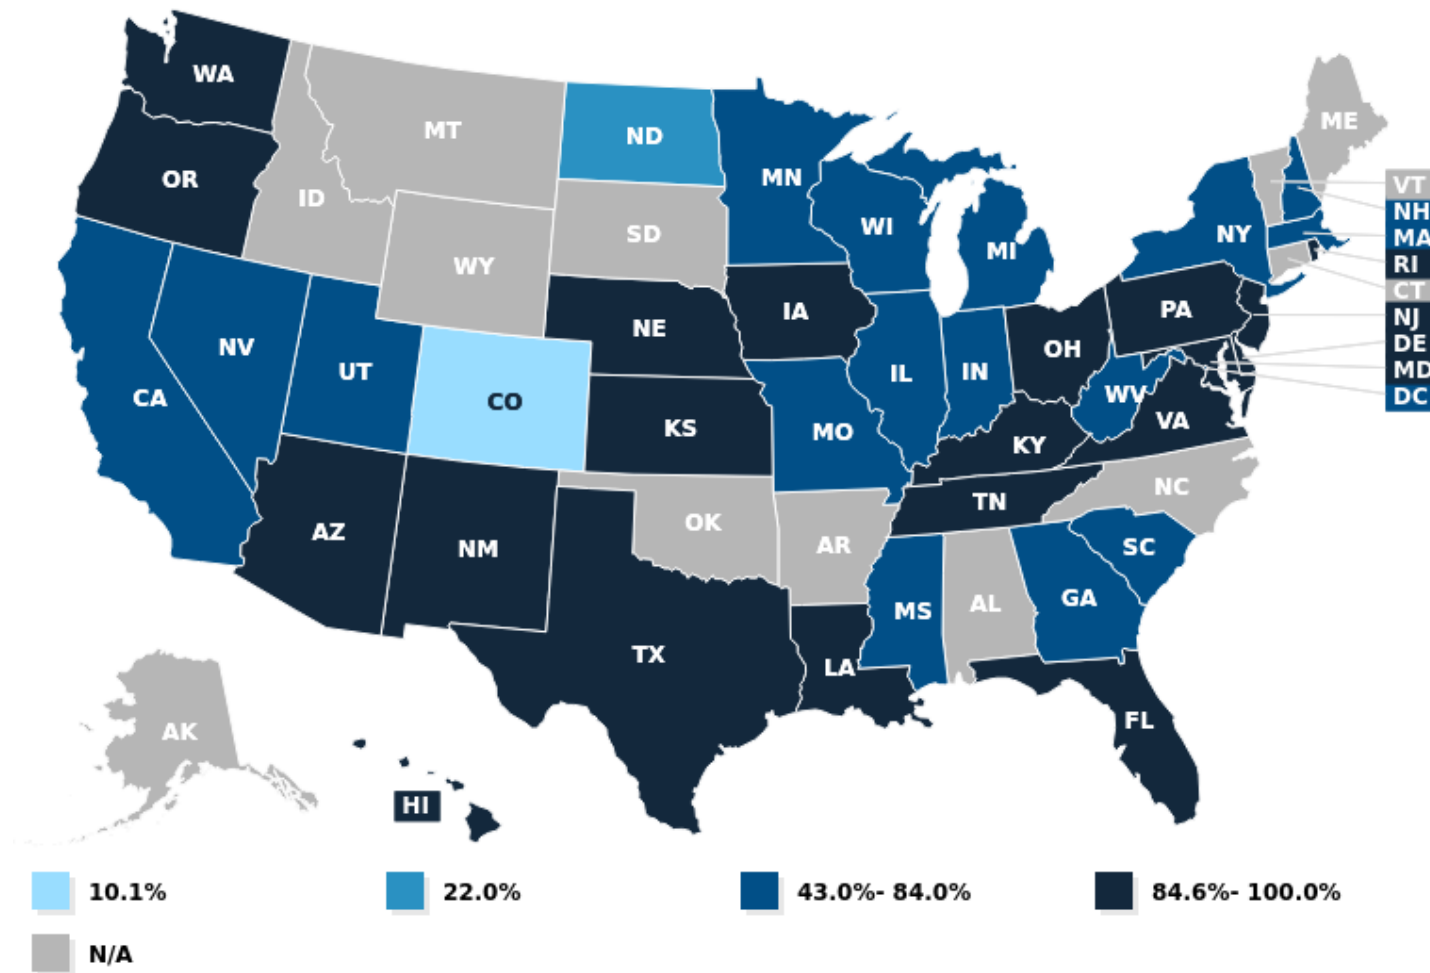 WA
MT
ND
ME
OR
ID
MN
VT
NH
SD
WI
NY
MA
WY
MI
RI
CT
NE
IA
PA
NJ
NV
OH
DE
UT
IL
IN
MD
CA
CO
WV
DC
KS
MO
KY
VA
AZ
NM
OK
TN
NC
AR
SC
MS
AL
GA
TX
LA
AK
FL
HI
10.1%
22.0%
43.0%- 84.0%
84.6%- 100.0%
N/A